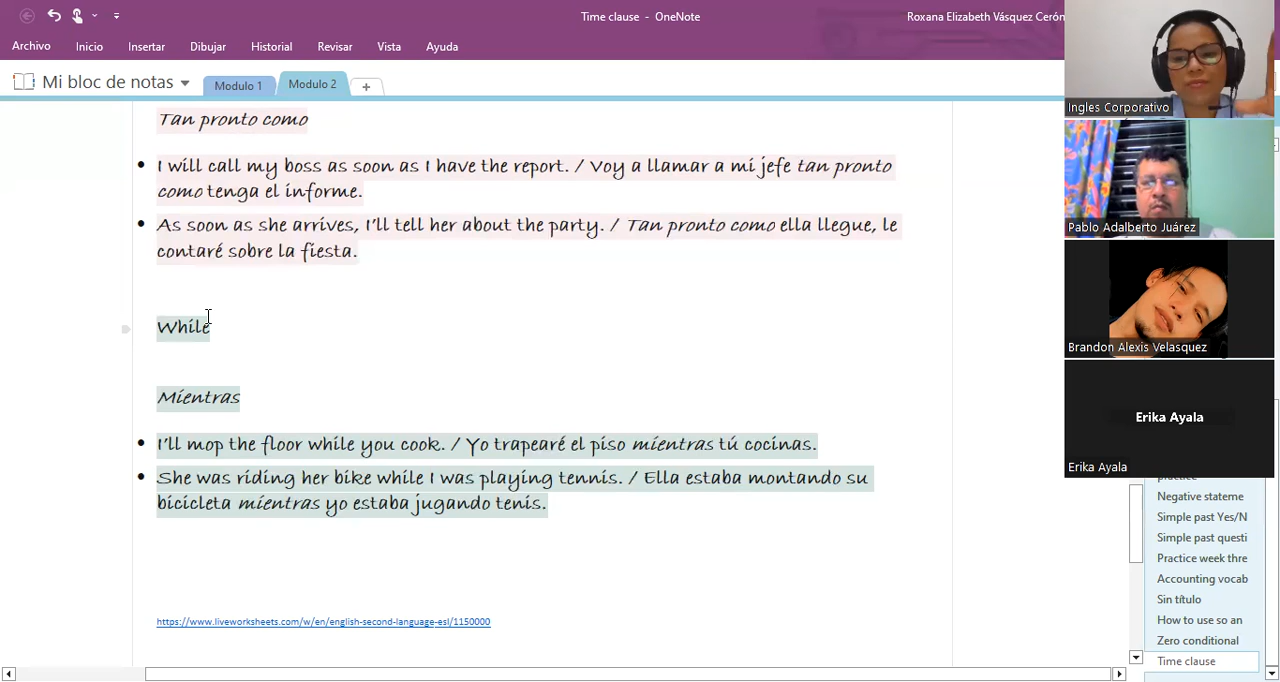 Time clause - OneNote
Roxana Elizabeth Vásquez Cerón
Archivo Inicio Insertar Dibujar Historial Revisar Vista Ayuda
Mi bloc de notas Modulo 1 Modulo 2 +
Tan pronto como
• I will call my boss as soon as I have the report. / Voy a llamar a mi jefe tan pronto
como tenga el informe.
• As soon as she arrives, I'll tell her about the party. / Tan pronto como ella llegue, le
contaré sobre la fiesta.
While
Mientras
• I'll mop the floor while you cook. / Yo trapearé el piso mientras tú cocinas.
• She was riding her bike while I was playing tennis. / Ella estaba montando su
bicicleta mientras yo estaba jugando tenis.
https://www.liveworksheets.com/w/en/english-second-language-esl/1150000
Ingles Corporativo
Pablo Adalberto Juárez
Brandon Alexis Velasquez
Erika Ayala
Erika Ayala
practice
Negative stateme
Simple past Yes/N
Simple past questi
Practice week thre
Accounting vocab
Sin título
How to use so an
Zero conditional
Time clause